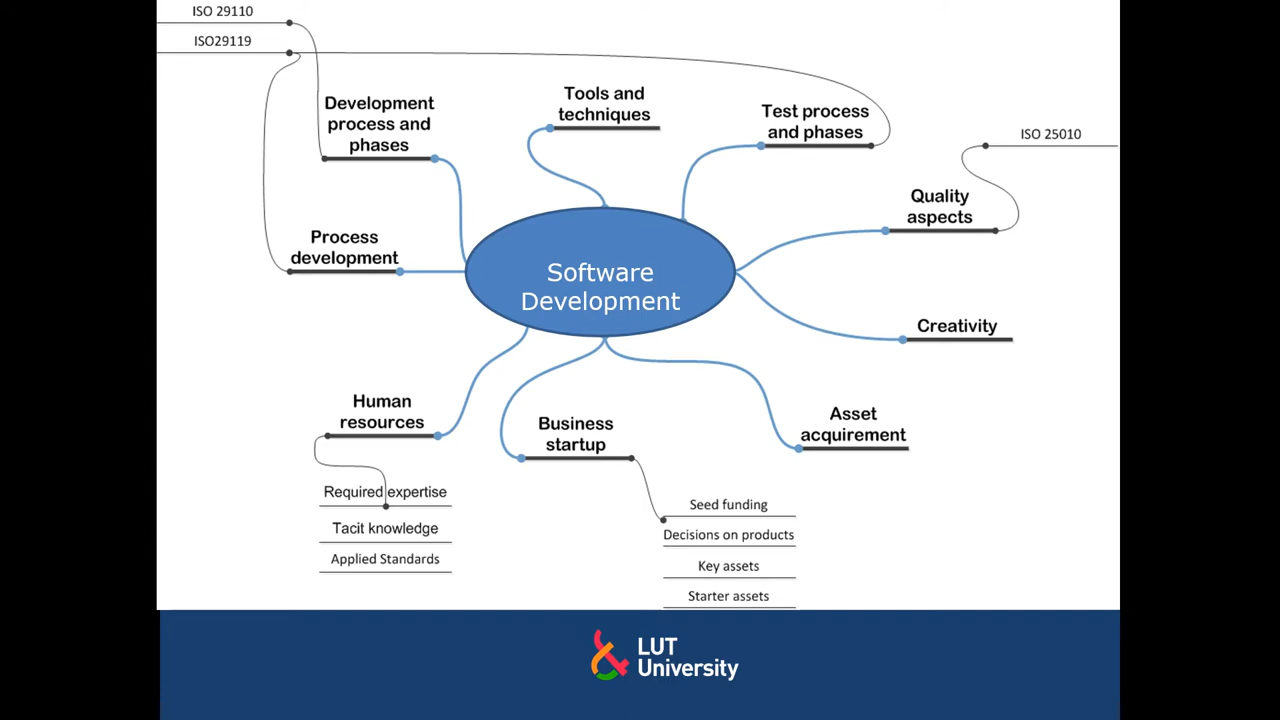 ISO 29110
ISO29119
Development
process and
phases
Tools and
techniques
Test process
and phases
ISO 25010
Quality
aspects
Process
development
Software
Development
Creativity
Human
resources
Business
startup
Asset
acquirement
Required expertise
Tacit knowledge
Applied Standards
Seed funding
Decisions on products
Key assets
Starter assets
LUT
University